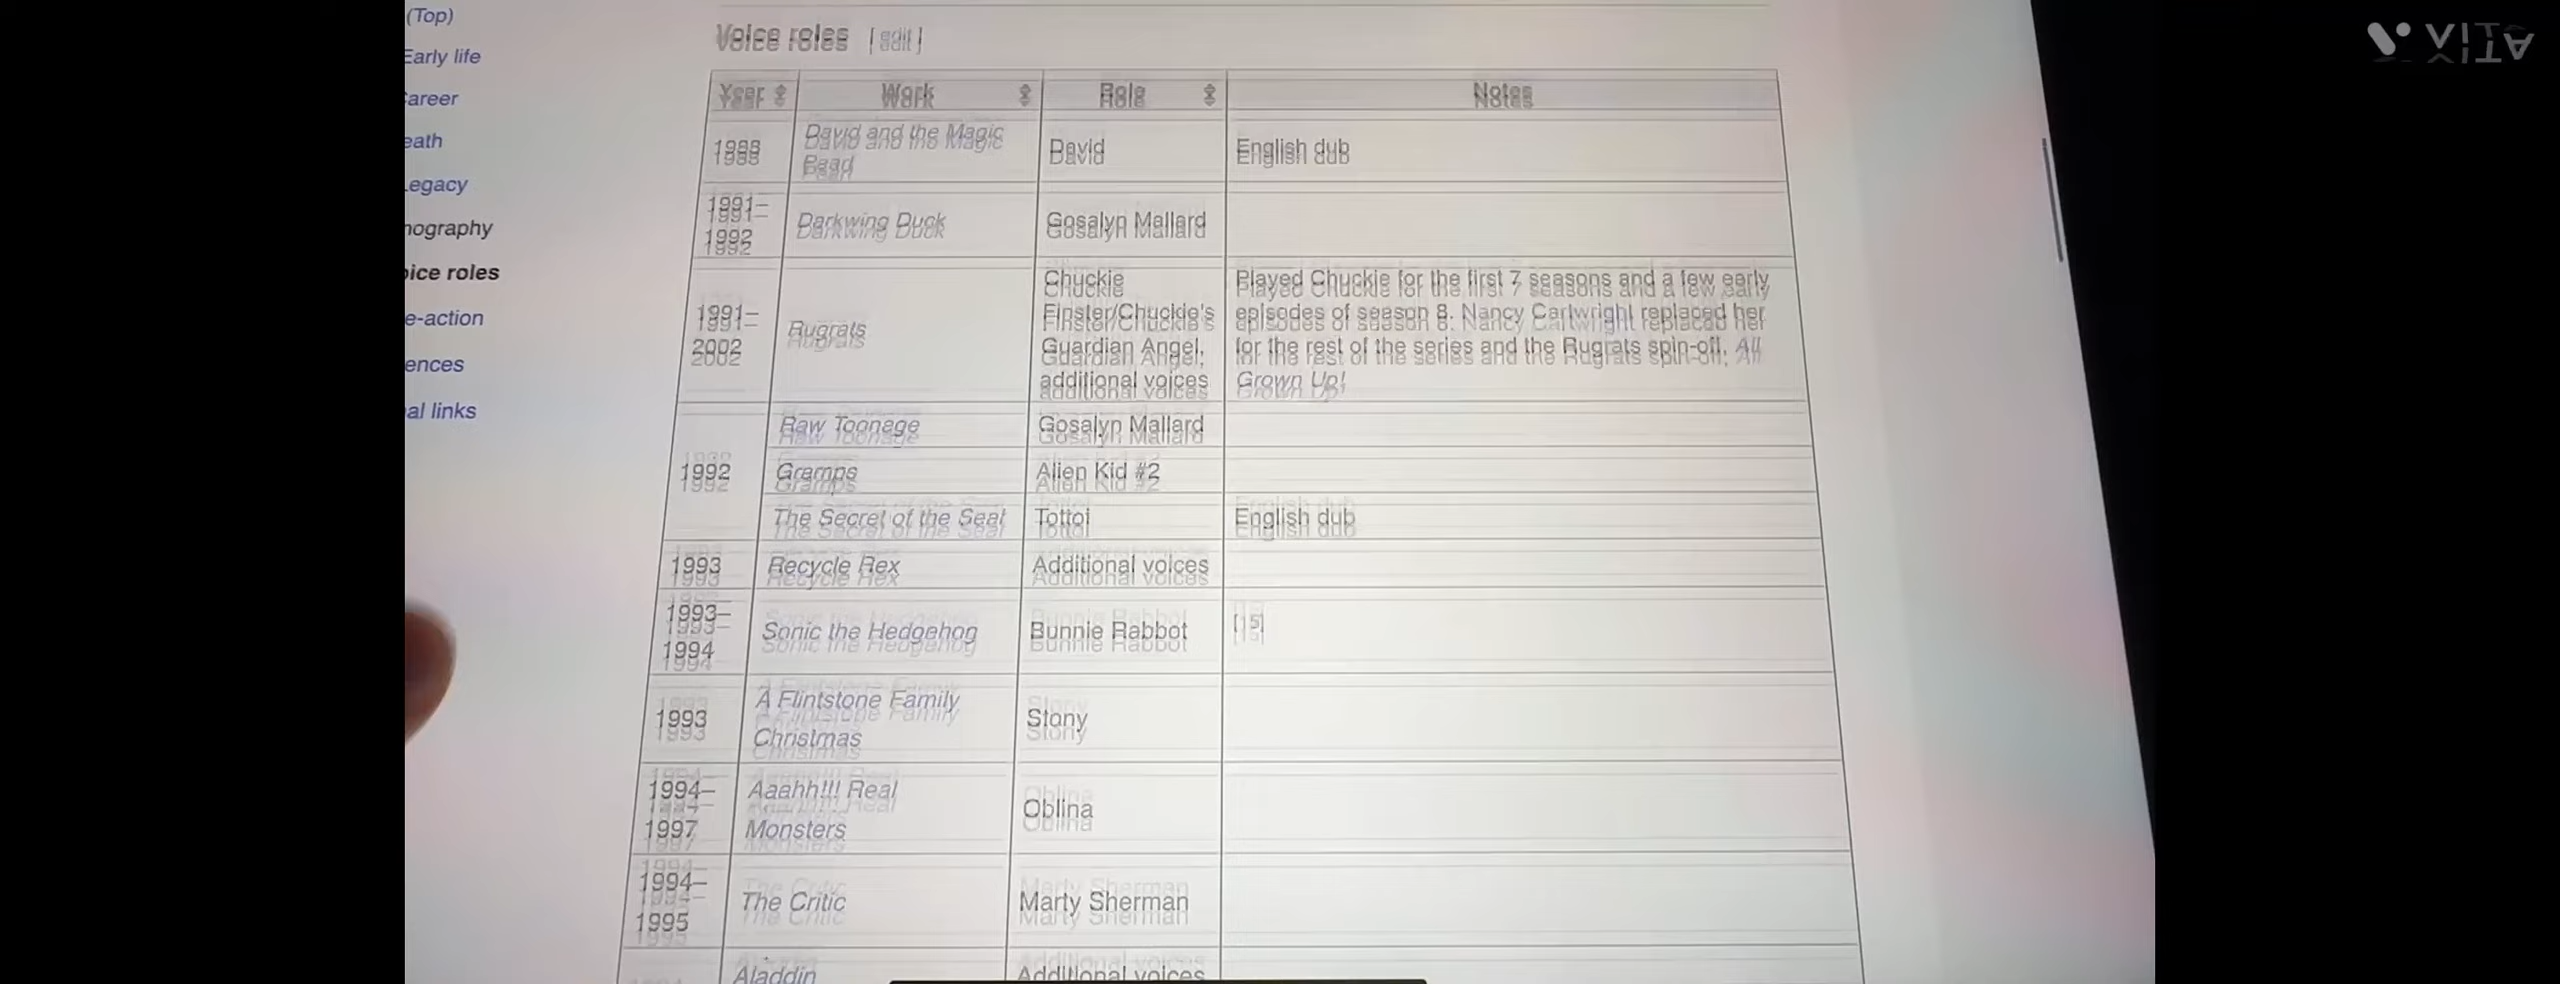 (Top)
Early life
areer
eath
egacy
nography
oice roles
e-action
ences
al links
Voice roles [edit]
Year Work Role Notes
1988 David and the Magic Pearl David English dub
1991–
1992
Darkwing Duck
Gosalyn Mallard
1991–
2002
Rugrats
Chuckie
Finster/Chuckie's
Guardian Angel,
additional voices
Played Chuckie for the first 7 seasons and a few early
episodes of season 8. Nancy Cartwright replaced her
for the rest of the series and the Rugrats spin-off, All
Grown Up!
1992
Raw Toonage
Gosalyn Mallard
Gramps
Alien Kid #2
The Secret of the Seal
Tottoi
English dub
1993
Recycle Rex
Additional voices
1993–
1994
Sonic the Hedgehog
Bunnie Rabbot
[15]
1993
A Flintstone Family
Christmas
Stony
1994–
1997
Aaahh!!! Real
Monsters
Oblina
1994–
1995
The Critic
Marty Sherman
Aladdin
Additional voices
VITA